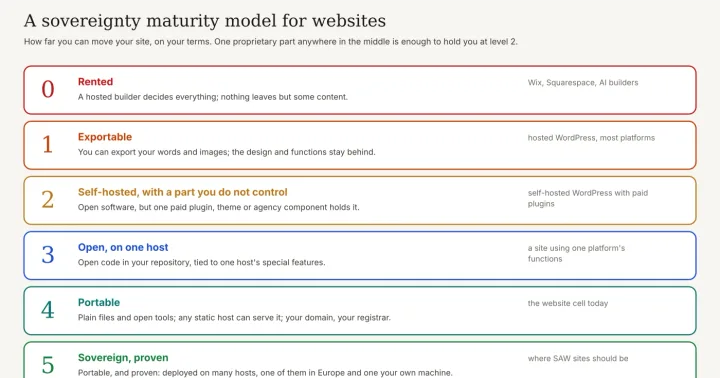 A sovereignty maturity model for websites
How far you can move your site, on your terms. One proprietary part anywhere in the middle is enough to hold you at level 2.
0
Rented
A hosted builder decides everything; nothing leaves but some content.
Wix, Squarespace, AI builders
1
Exportable
You can export your words and images; the design and functions stay behind.
hosted WordPress, most platforms
2
Self-hosted, with a part you do not control
Open software, but one paid plugin, theme or agency component holds it.
self-hosted WordPress with paid
plugins
3
Open, on one host
Open code in your repository, tied to one host's special features.
a site using one platform's
functions
4
Portable
Plain files and open tools; any static host can serve it; your domain, your registrar.
the website cell today
5
Sovereign, proven
Portable, and proven: deployed on many hosts, one of them in Europe and one your own machine.
where SAW sites should be